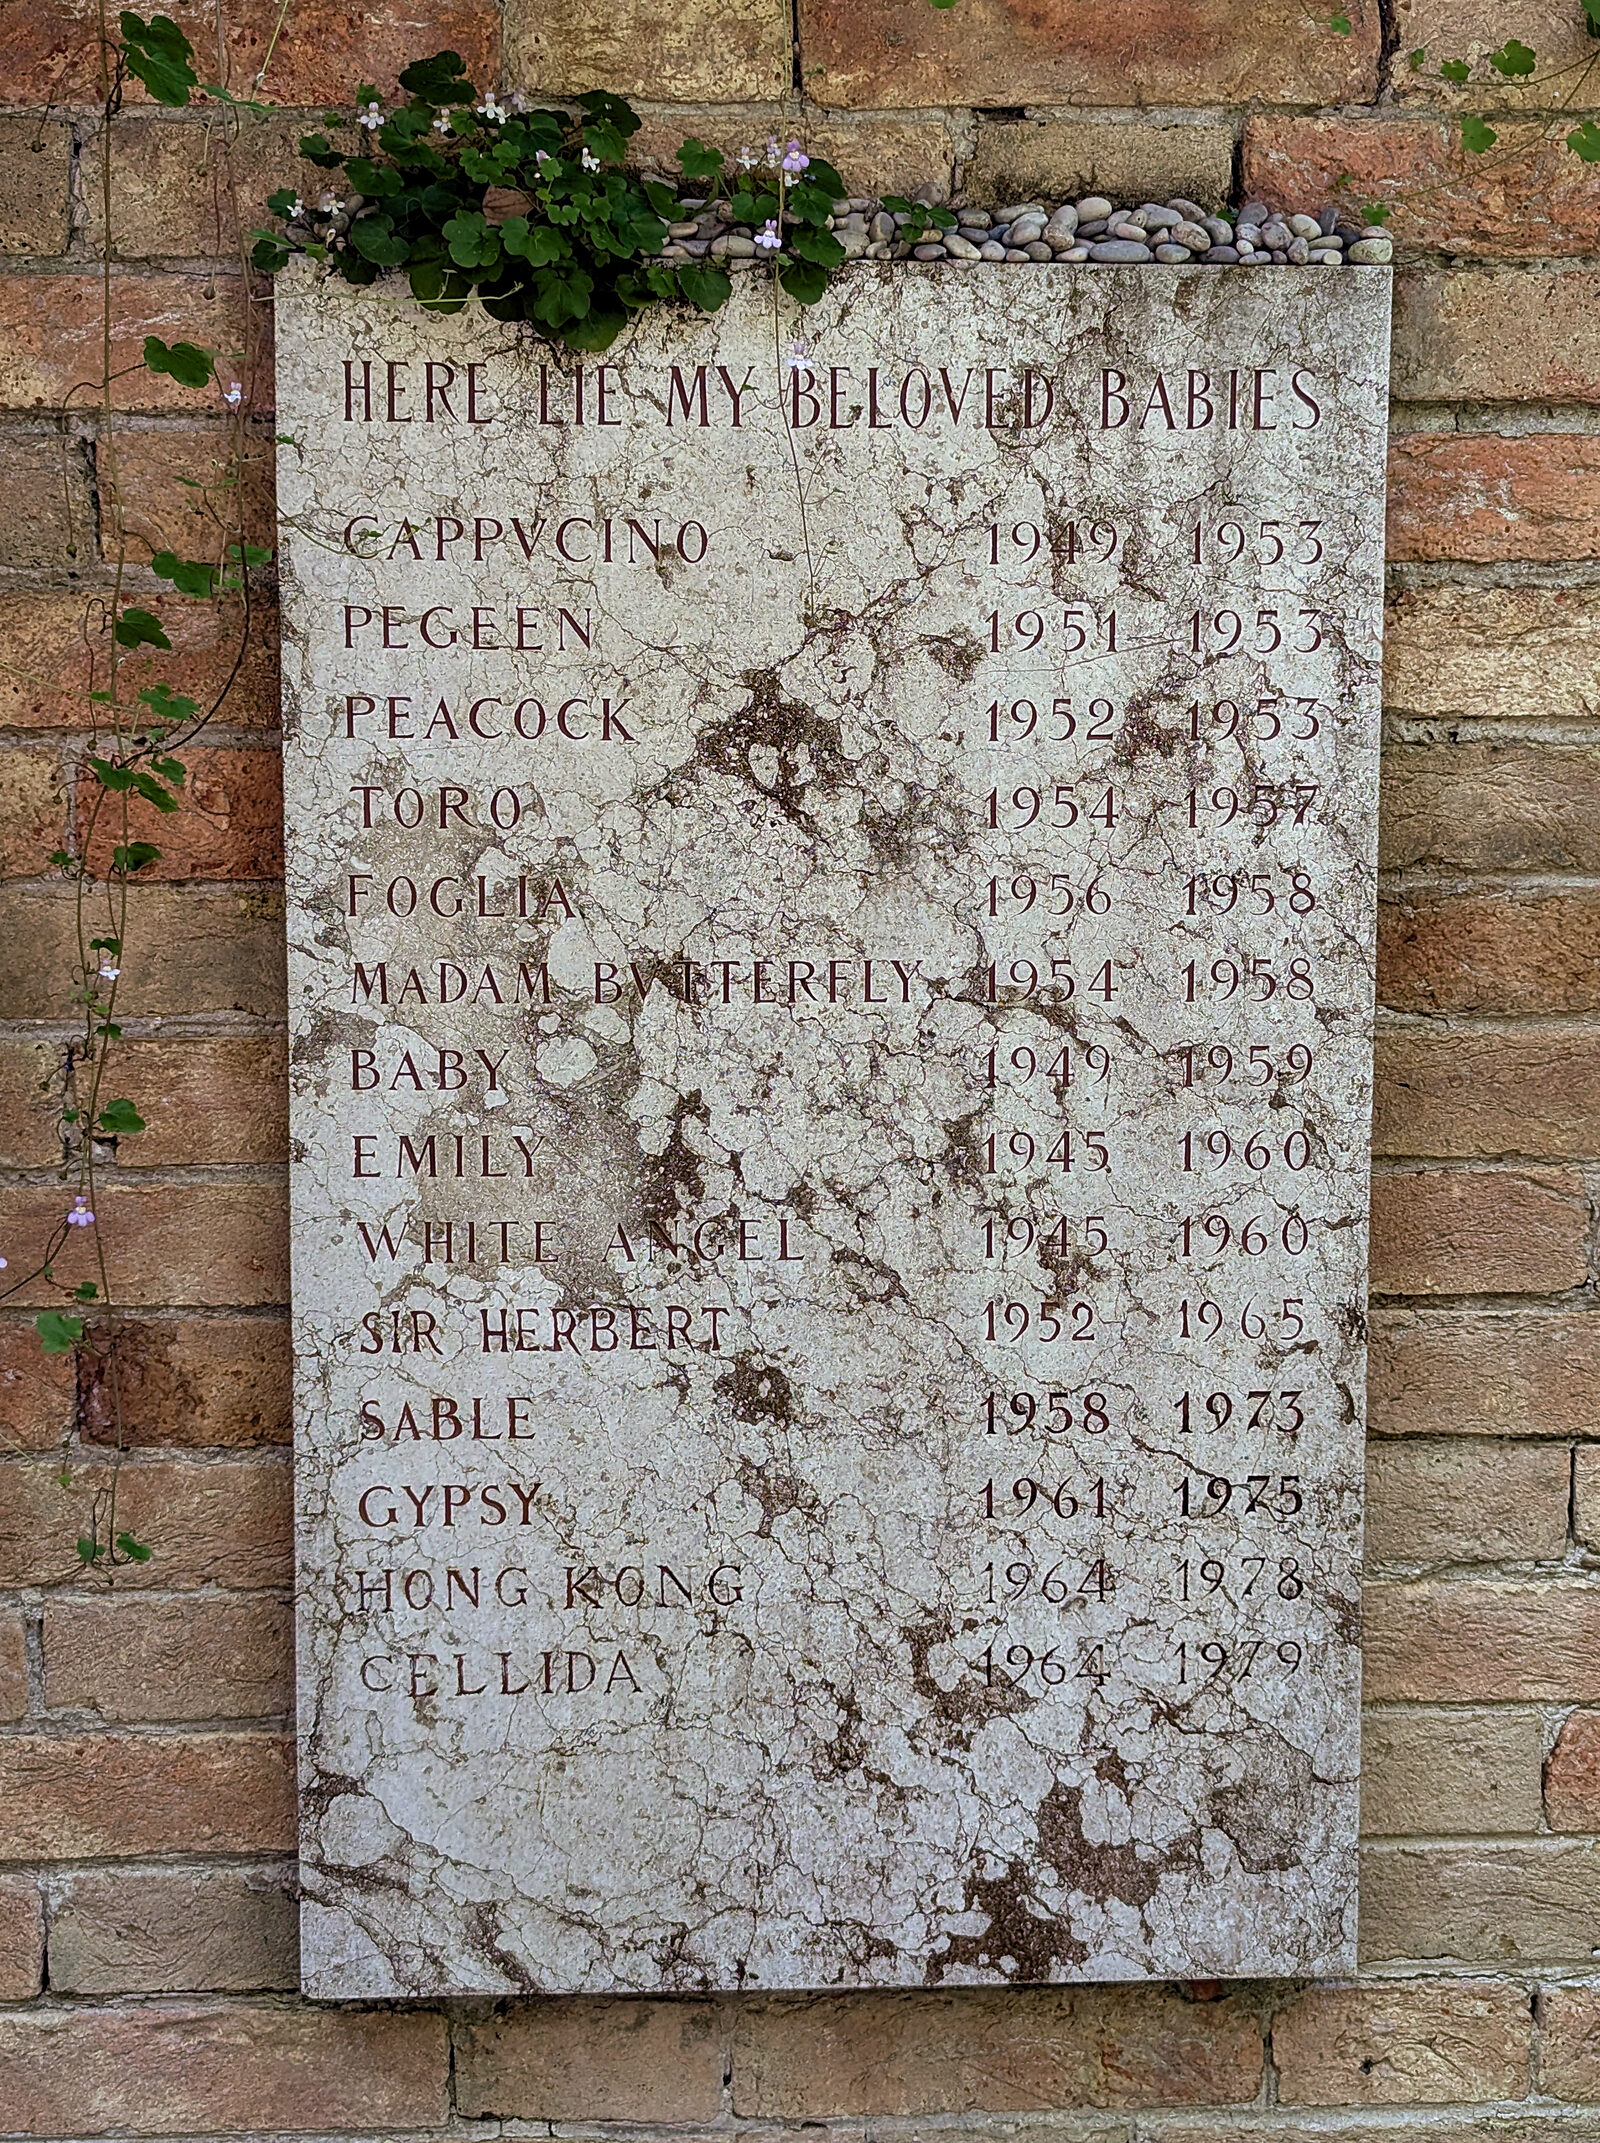 HERE LIE MY BELOVED BABIES
CAPPVCINO 1949 1953
PEGEEN 1951 1953
PEACOCK 1952 1953
TORO 1954 1957
FOGLIA 1956 1958
MADAM BVTTERFLY 1954 1958
BABY 1949 1959
EMILY 1945 1960
WHITE ANGEL 1945 1960
SIR HERBERT 1952 1965
SABLE 1958 1973
GYPSY 1961 1975
HONG KONG 1964 1978
CELLIDA 1964 1979